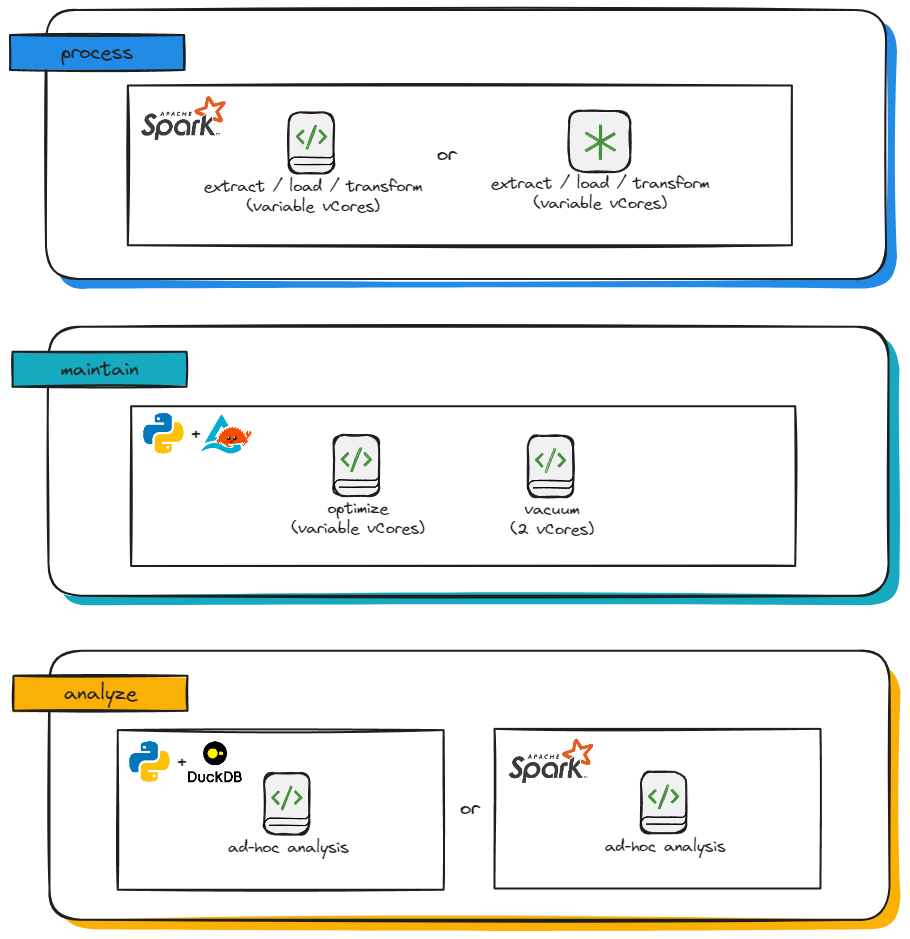 process
APACHE
Spark
or
extract / load / transform
(variable vCores)
extract / load / transform
(variable vCores)
maintain
+
optimize
(variable vCores)
vacuum
(2 vCores)
analyze
+
DuckDB
ad-hoc analysis
or
APACHE
Spark
ad-hoc analysis